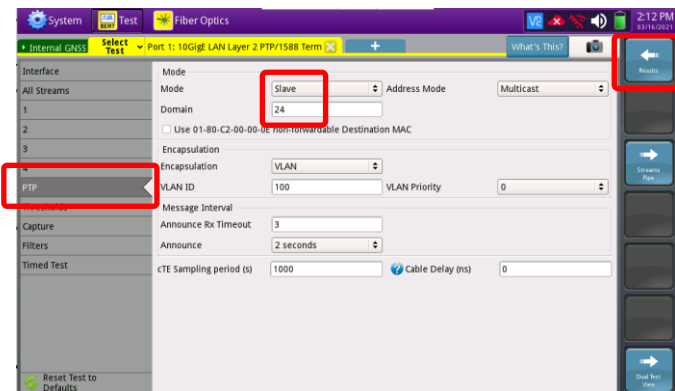 System Test Fiber Optics V2 2:12 PM
BERT 03/16/2021
Internal GNSS Select Test Port 1: 10GigE LAN Layer 2 PTP/1588 Term + What's This?
Results
Interface
All Streams
1
2
3
4
PTP
Thresholds
Capture
Filters
Timed Test
Reset Test to
Defaults
Mode
Mode Slave Address Mode Multicast
Domain 24
Use 01-80-C2-00-00-0E non-forwardable Destination MAC
Encapsulation
Encapsulation VLAN
VLAN ID 100 VLAN Priority 0
Message Interval
Announce Rx Timeout 3
Announce 2 seconds
cTE Sampling period (s) 1000 ? Cable Delay (ns) 0
Streams
Pipe
Dual Test
View